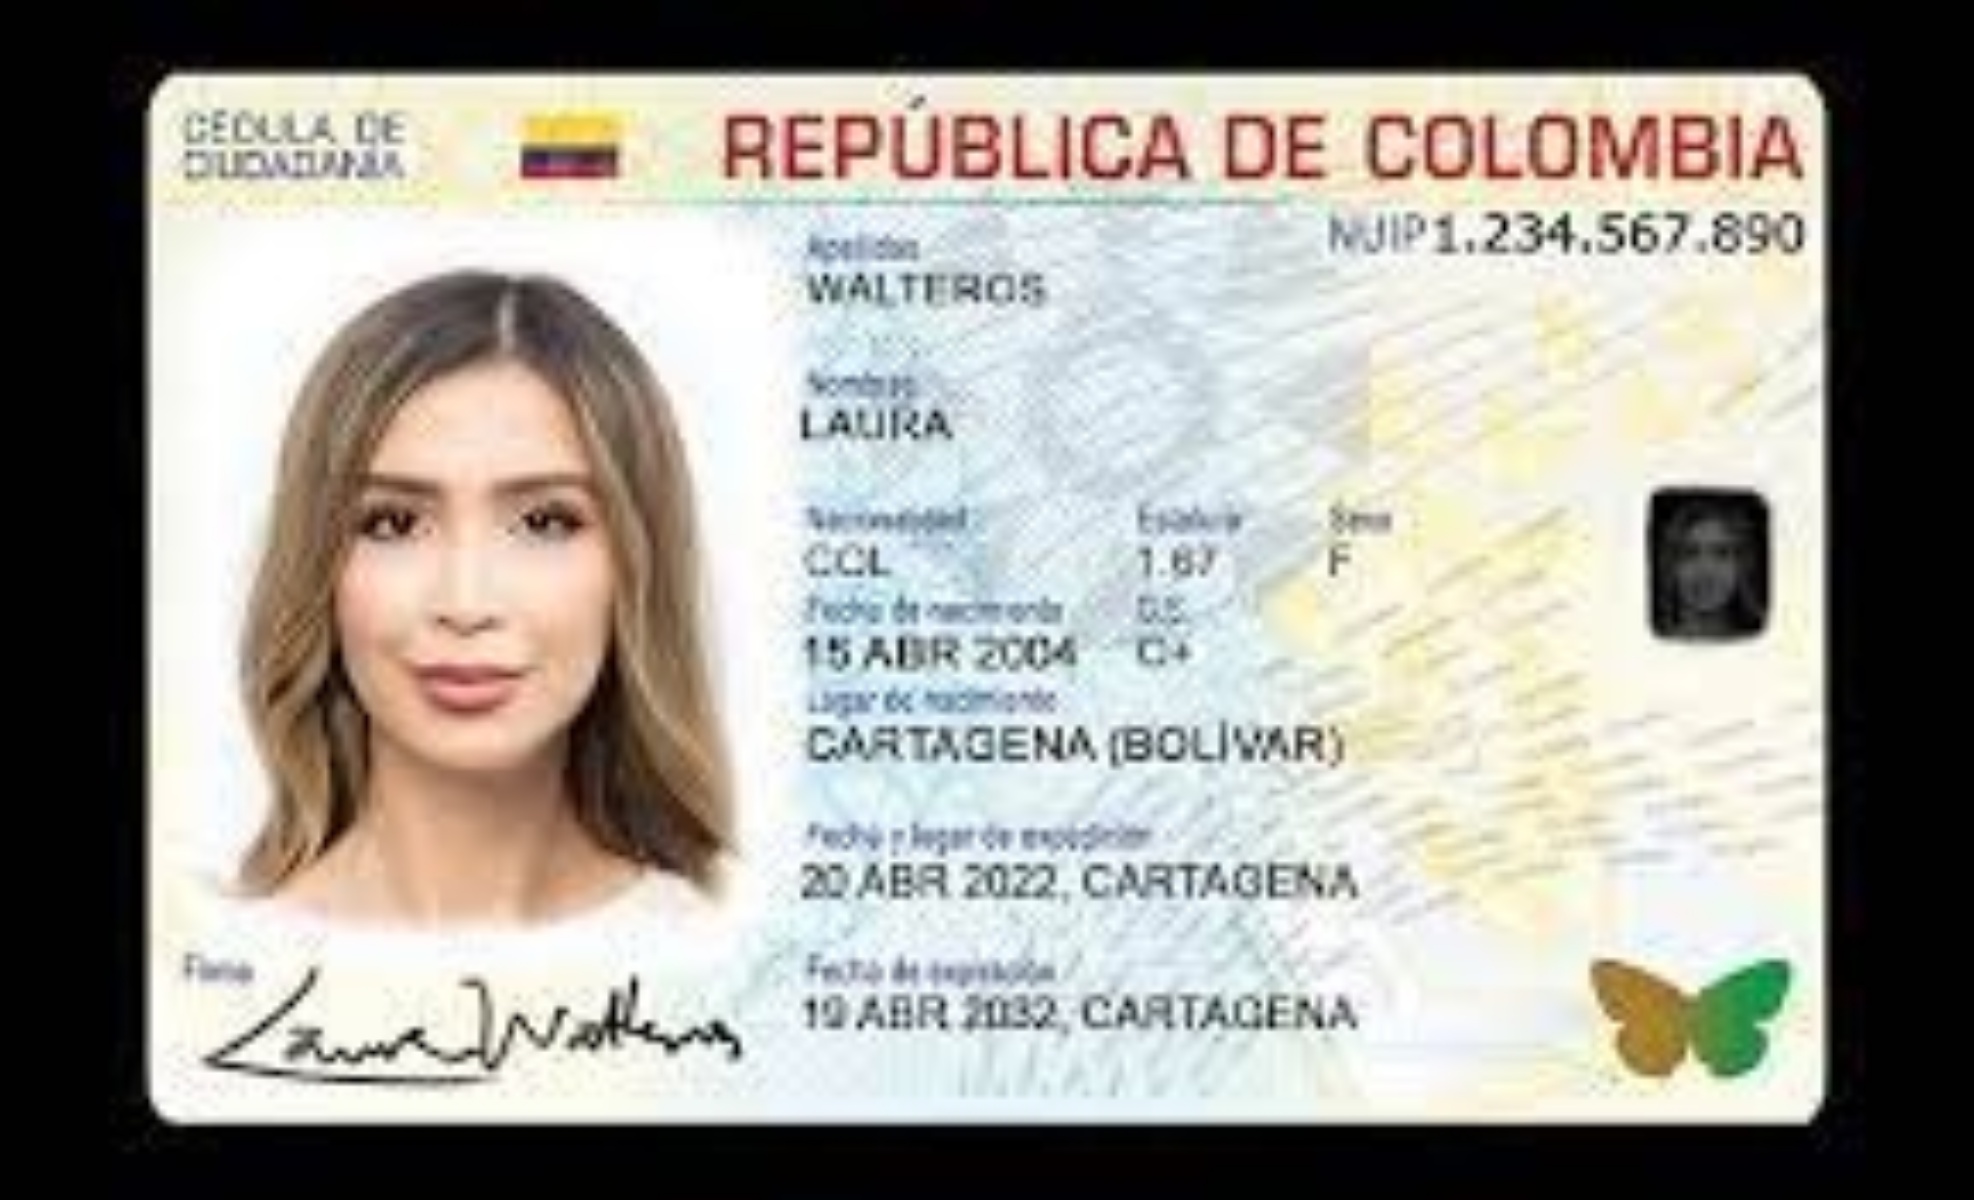 CÉDULA DE
CIUDADANÍA
REPÚBLICA DE COLOMBIA
NUIP 1.234.567.890
Apellidos
WALTEROS
Nombres
LAURA
Nacionalidad Estatura Sexo
COL 1.67 F
Fecha de nacimiento G.S.
15 ABR 2004 O+
Lugar de nacimiento
CARTAGENA (BOLÍVAR)
Fecha y lugar de expedición
20 ABR 2022, CARTAGENA
Fecha de expiración
19 ABR 2032, CARTAGENA
Firma
Laura Walteros